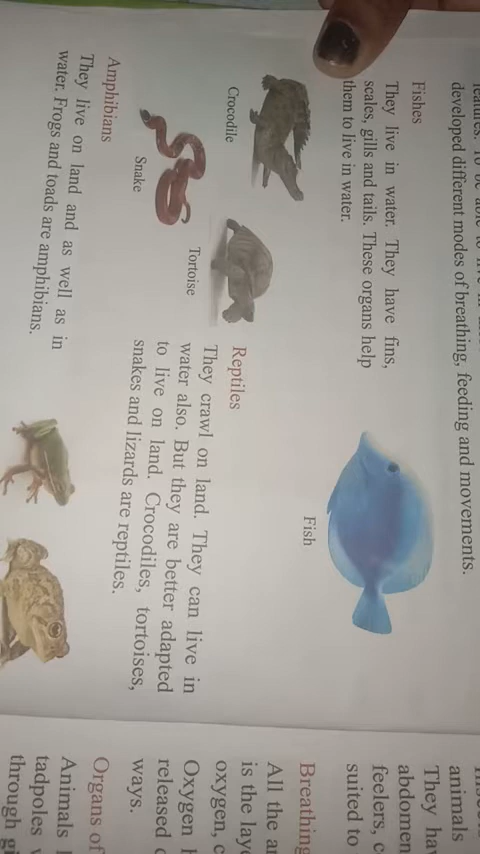 developed different modes of breathing, feeding and movements.
Fishes
They live in water. They have fins,
scales, gills and tails. These organs help
them to live in water.
Fish
Crocodile
Snake
Tortoise
Reptiles
They crawl on land. They can live in
water also. But they are better adapted
to live on land. Crocodiles, tortoises,
snakes and lizards are reptiles.
Amphibians
They live on land and as well as in
water. Frogs and toads are amphibians.
animals
They
abdomen
feelers,
suited to
Breathing
All the
is the
oxygen,
Oxygen
released
ways.
Organs of
Animals
tadpoles
through